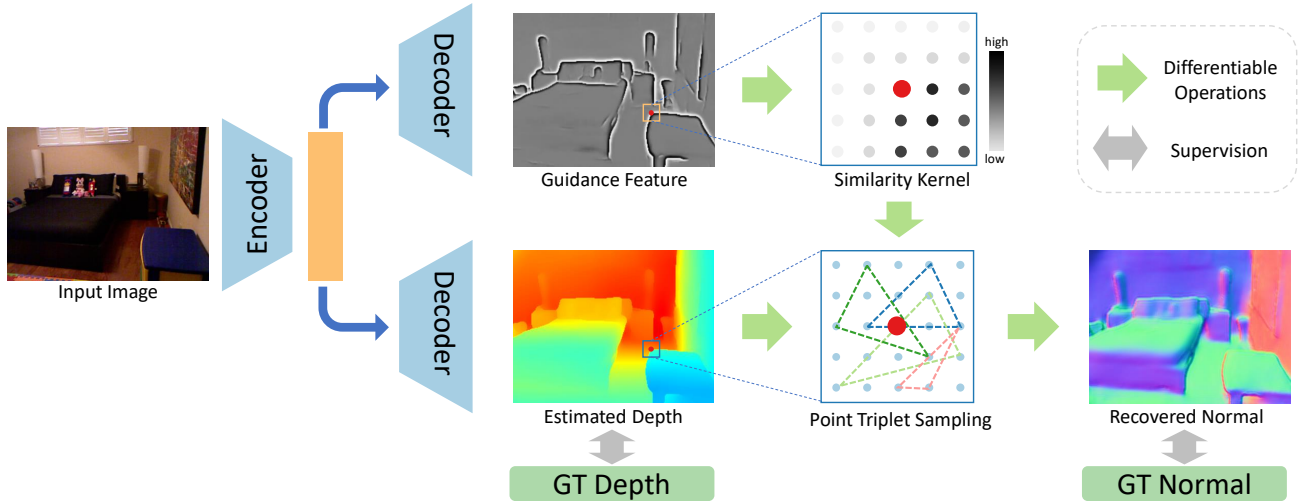 Decoder
Guidance Feature
high
low
Similarity Kernel
Differentiable
Operations
Supervision
Input Image
Encoder
Decoder
Estimated Depth
Point Triplet Sampling
Recovered Normal
GT Depth
GT Normal